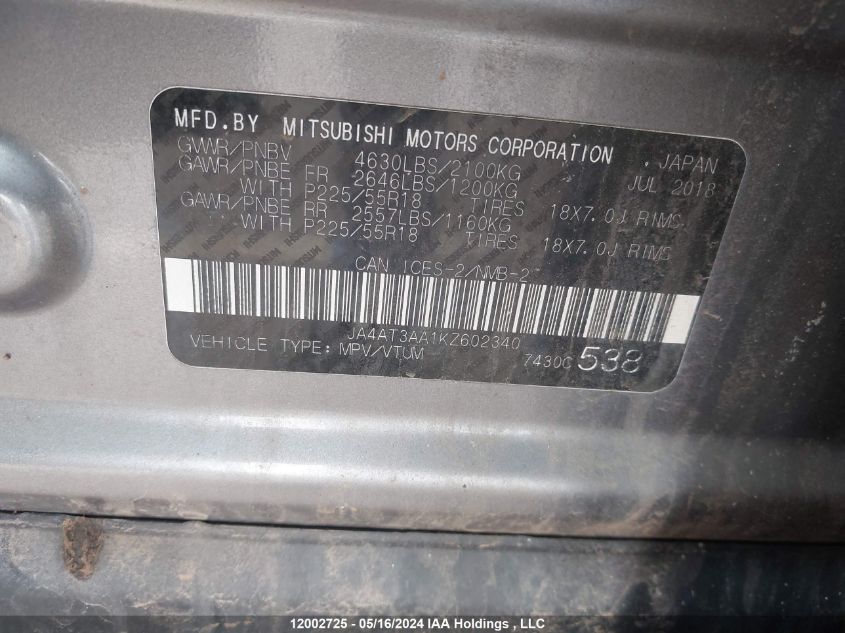 MFD.BY MITSUBISHI MOTORS CORPORATION , JAPAN
GVWR/PNBV 4630LBS/2100KG JUL 2018
GAWR/PNBE FR 2646LBS/1200KG
WITH P225/55R18 TIRES 18X7.0J RIMS
GAWR/PNBE RR 2557LBS/1160KG
WITH P225/55R18 TIRES 18X7.0J RIMS
CAN ICES-2/NMB-2
JA4AT3AA1KZ602340
VEHICLE TYPE: MPV/VTUM 7430C 538
12002725 - 05/16/2024 IAA Holdings , LLC